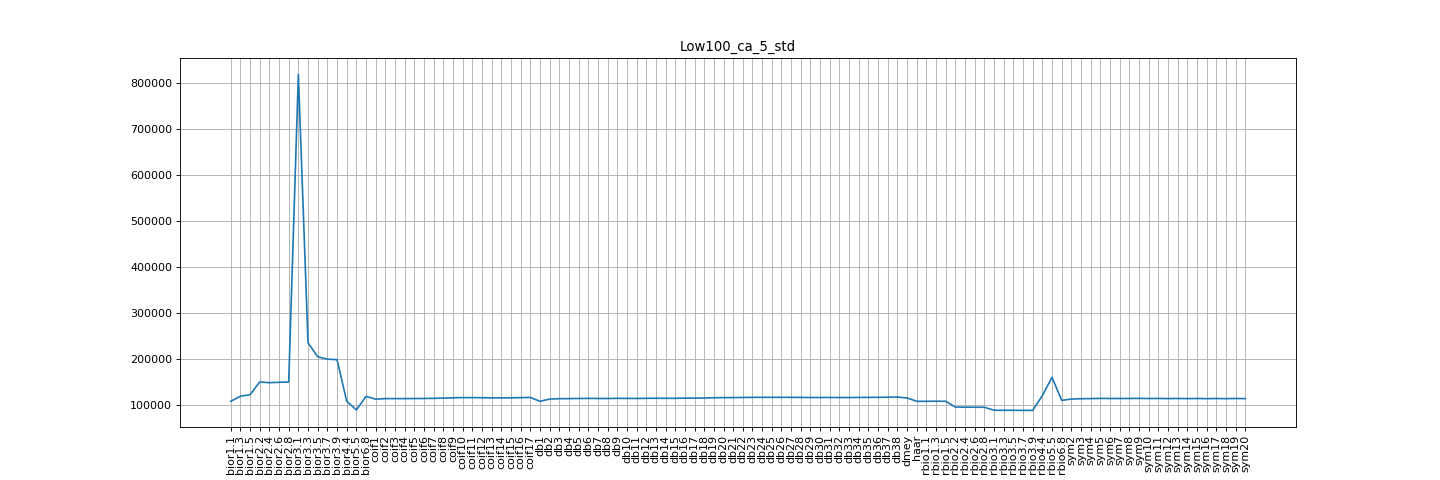 Low100_ca_5_std
800000
700000
600000
500000
400000
300000
200000
100000
bior1.1
bior1.3
bior1.5
bior2.2
bior2.4
bior2.6
bior2.8
bior3.1
bior3.3
bior3.5
bior3.7
bior3.9
bior4.4
bior5.5
bior6.8
coif1
coif2
coif3
coif4
coif5
coif6
coif7
coif8
coif9
coif10
coif11
coif12
coif13
coif14
coif15
coif16
coif17
db1
db2
db3
db4
db5
db6
db7
db8
db9
db10
db11
db12
db13
db14
db15
db16
db17
db18
db19
db20
db21
db22
db23
db24
db25
db26
db27
db28
db29
db30
db31
db32
db33
db34
db35
db36
db37
db38
dmey
haar
rbio1.1
rbio1.3
rbio1.5
rbio2.2
rbio2.4
rbio2.6
rbio2.8
rbio3.1
rbio3.3
rbio3.5
rbio3.7
rbio3.9
rbio4.4
rbio5.5
rbio6.8
sym2
sym3
sym4
sym5
sym6
sym7
sym8
sym9
sym10
sym11
sym12
sym13
sym14
sym15
sym16
sym17
sym18
sym19
sym20